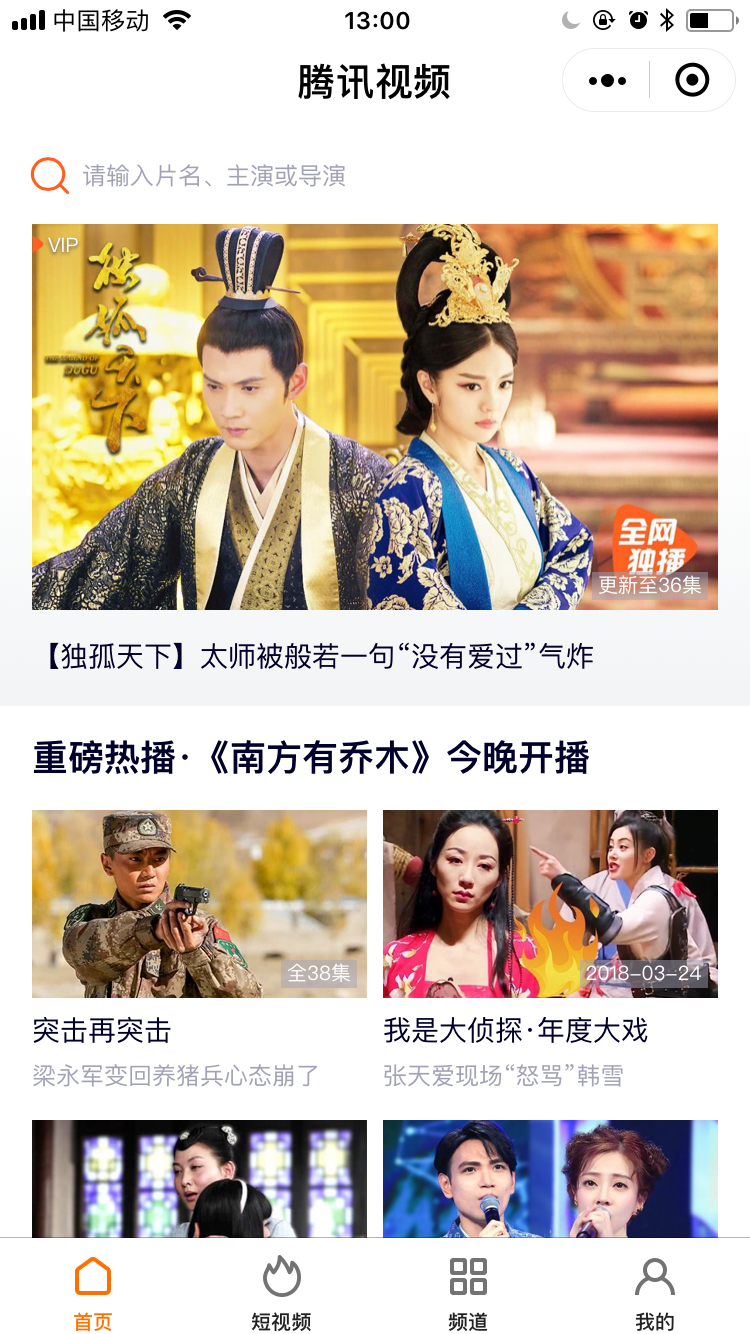 中国移动
13:00
腾讯视频
请输入片名、主演或导演
VIP
独孤天下
THE LEGEND OF
DUGU
全网
独播
更新至36集
【独孤天下】太师被般若一句“没有爱过”气炸
重磅热播·《南方有乔木》今晚开播
全38集
2018-03-24
突击再突击
我是大侦探·年度大戏
梁永军变回养猪兵心态崩了
张天爱现场“怒骂”韩雪
首页
短视频
频道
我的